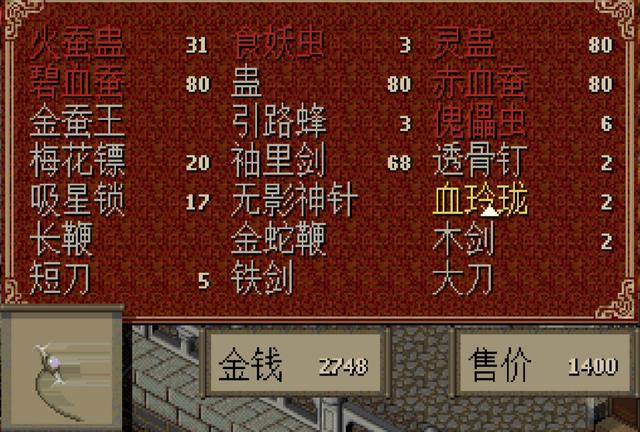 火蚕蛊 31 食妖虫 3 灵蛊 80
碧血蚕 80 蛊 80 赤血蚕 80
金蚕王 引路蜂 3 傀儡虫 6
梅花镖 20 袖里剑 68 透骨钉 2
吸星锁 17 无影神针 血玲珑 2
长鞭 金蛇鞭 木剑 2
短刀 5 铁剑 大刀
金钱 2748 售价 1400